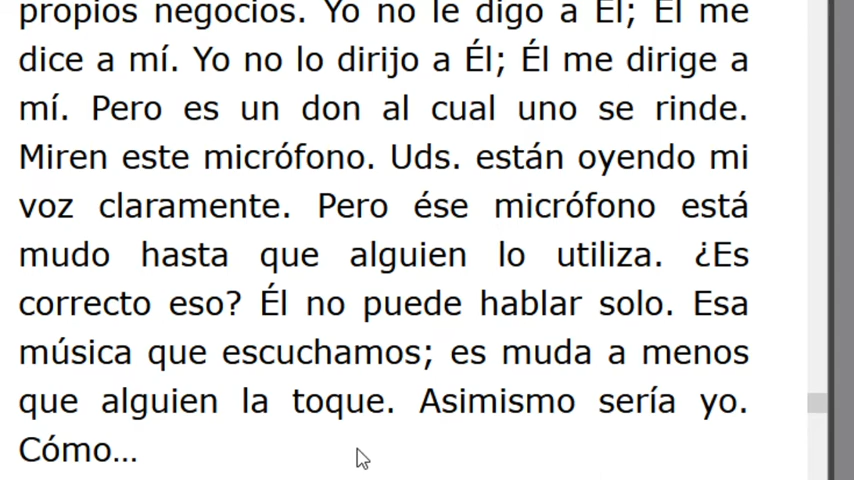 propios negocios. Yo no le digo a Él; Él me
dice a mí. Yo no lo dirijo a Él; Él me dirige a
mí. Pero es un don al cual uno se rinde.
Miren este micrófono. Uds. están oyendo mi
voz claramente. Pero ése micrófono está
mudo hasta que alguien lo utiliza. ¿Es
correcto eso? Él no puede hablar solo. Esa
música que escuchamos; es muda a menos
que alguien la toque. Asimismo sería yo.
Cómo...